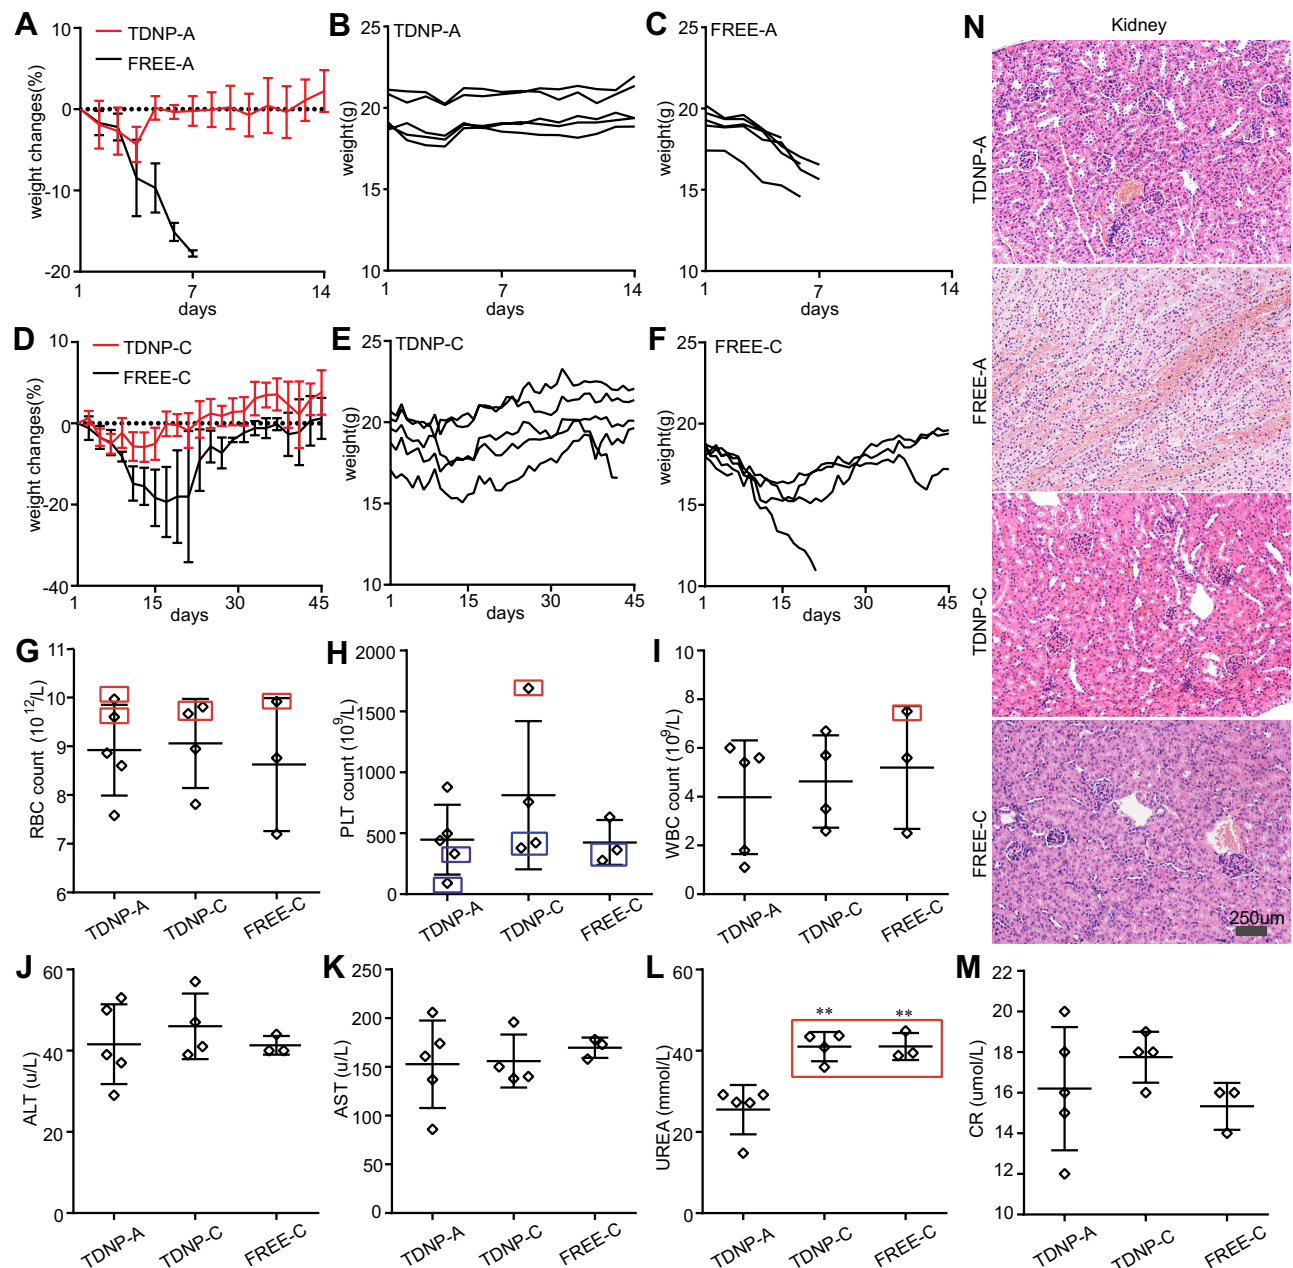 A
10
0
-10
-20
weight changes(%)
TDNP-A
FREE-A
1
7
14
days
B
TDNP-A
25
20
15
10
weight(g)
1
7
14
days
C
FREE-A
25
20
15
10
weight(g)
1
7
14
days
D
10
0
-20
-40
weight changes(%)
TDNP-C
FREE-C
1
15
30
45
days
E
TDNP-C
25
20
15
10
weight(g)
1
15
30
45
days
F
FREE-C
25
20
15
10
weight(g)
1
15
30
45
days
G
11
10
9
8
7
6
RBC count (10^12/L)
TDNP-A
TDNP-C
FREE-C
H
2000
1500
1000
500
0
PLT count (10^9/L)
TDNP-A
TDNP-C
FREE-C
I
10
8
6
4
2
0
WBC count (10^9/L)
TDNP-A
TDNP-C
FREE-C
J
60
40
20
0
ALT (u/L)
TDNP-A
TDNP-C
FREE-C
K
250
200
150
100
50
0
AST (u/L)
TDNP-A
TDNP-C
FREE-C
L
60
40
20
0
UREA (mmol/L)
**
**
TDNP-A
TDNP-C
FREE-C
M
22
20
18
16
14
12
10
CR (umol/L)
TDNP-A
TDNP-C
FREE-C
N
Kidney
TDNP-A
FREE-A
TDNP-C
FREE-C
250um